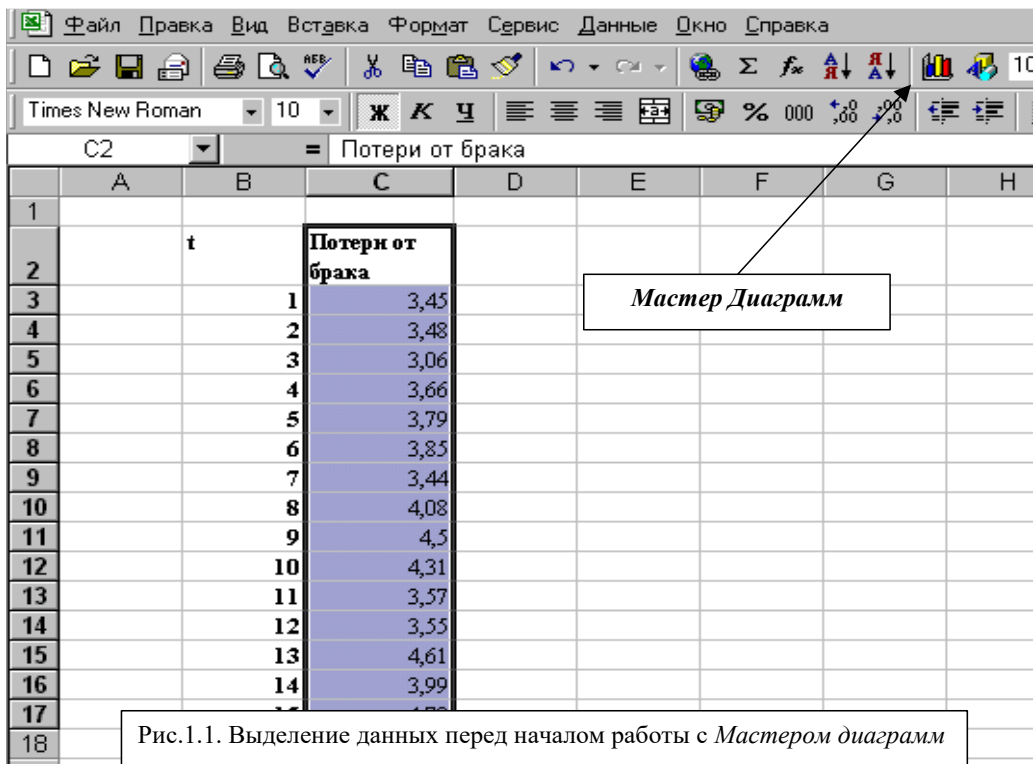 Файл Правка Вид Вставка Формат Сервис Данные Окно Справка
Times New Roman 10 Ж К Ч % 000
C2 = Потери от брака
A B C D E F G H
1
2 t Потери от
брака
3 1 3,45
4 2 3,48
5 3 3,06
6 4 3,66
7 5 3,79
8 6 3,85
9 7 3,44
10 8 4,08
11 9 4,5
12 10 4,31
13 11 3,57
14 12 3,55
15 13 4,61
16 14 3,99
17
18
Мастер Диаграмм
Рис.1.1. Выделение данных перед началом работы с Мастером диаграмм